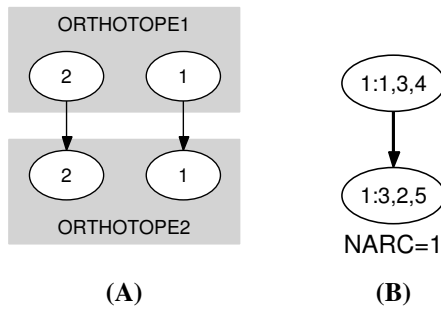 ORTHOTOPE1
2 1
2 1
ORTHOTOPE2
(A)
1:1,3,4
1:3,2,5
NARC=1
(B)